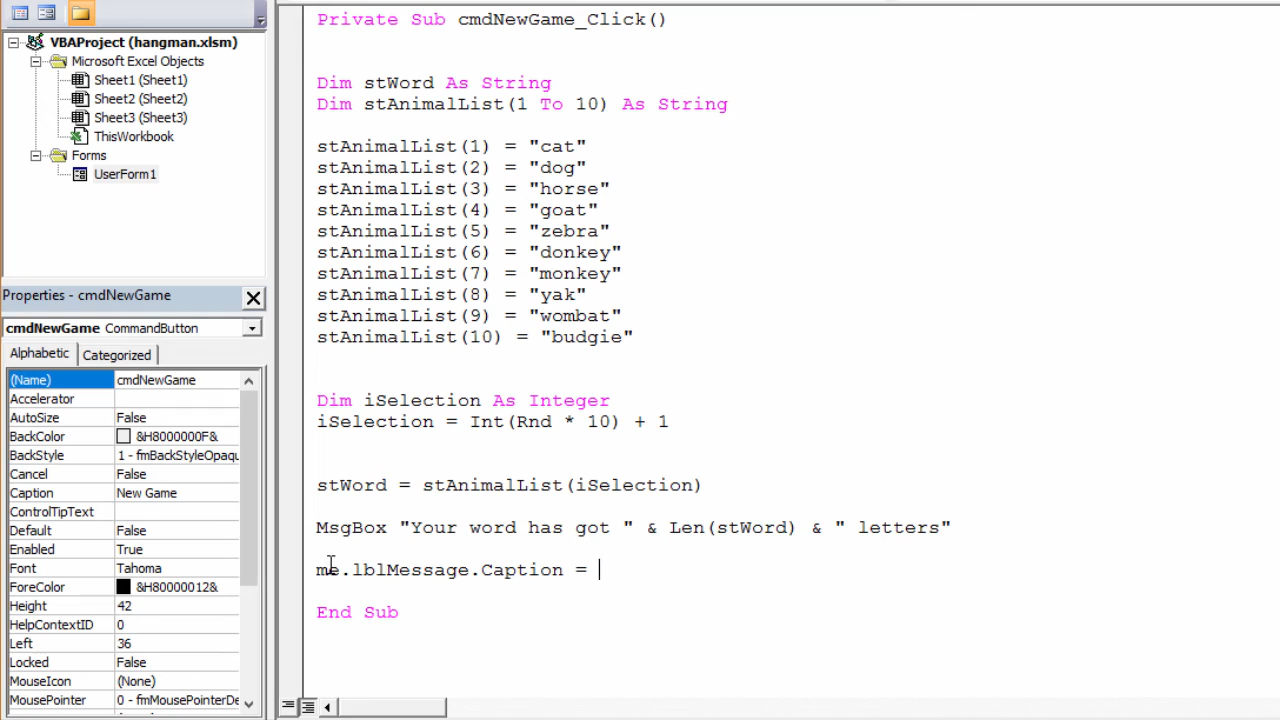 VBAProject (hangman.xlsm)
Microsoft Excel Objects
Sheet1 (Sheet1)
Sheet2 (Sheet2)
Sheet3 (Sheet3)
ThisWorkbook
Forms
UserForm1
Properties - cmdNewGame
cmdNewGame CommandButton
Alphabetic Categorized
(Name) cmdNewGame
Accelerator
AutoSize False
BackColor &H8000000F&
BackStyle 1 - fmBackStyleOpaqu
Cancel False
Caption New Game
ControlTipText
Default False
Enabled True
Font Tahoma
ForeColor &H80000012&
Height 42
HelpContextID 0
Left 36
Locked False
MouseIcon (None)
MousePointer 0 - fmMousePointerDe
Private Sub cmdNewGame_Click()
Dim stWord As String
Dim stAnimalList(1 To 10) As String
stAnimalList(1) = "cat"
stAnimalList(2) = "dog"
stAnimalList(3) = "horse"
stAnimalList(4) = "goat"
stAnimalList(5) = "zebra"
stAnimalList(6) = "donkey"
stAnimalList(7) = "monkey"
stAnimalList(8) = "yak"
stAnimalList(9) = "wombat"
stAnimalList(10) = "budgie"
Dim iSelection As Integer
iSelection = Int(Rnd * 10) + 1
stWord = stAnimalList(iSelection)
MsgBox "Your word has got " & Len(stWord) & " letters"
me.lblMessage.Caption =
End Sub